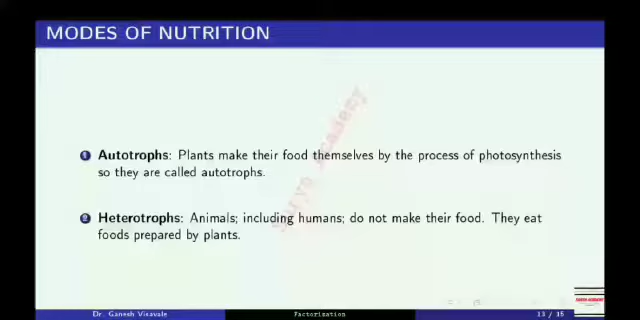 MODES OF NUTRITION
1 Autotrophs: Plants make their food themselves by the process of photosynthesis
so they are called autotrophs.
2 Heterotrophs: Animals; including humans; do not make their food. They eat
foods prepared by plants.
Academy
Dr. Ganesh Visavale Factorisation 13 / 15